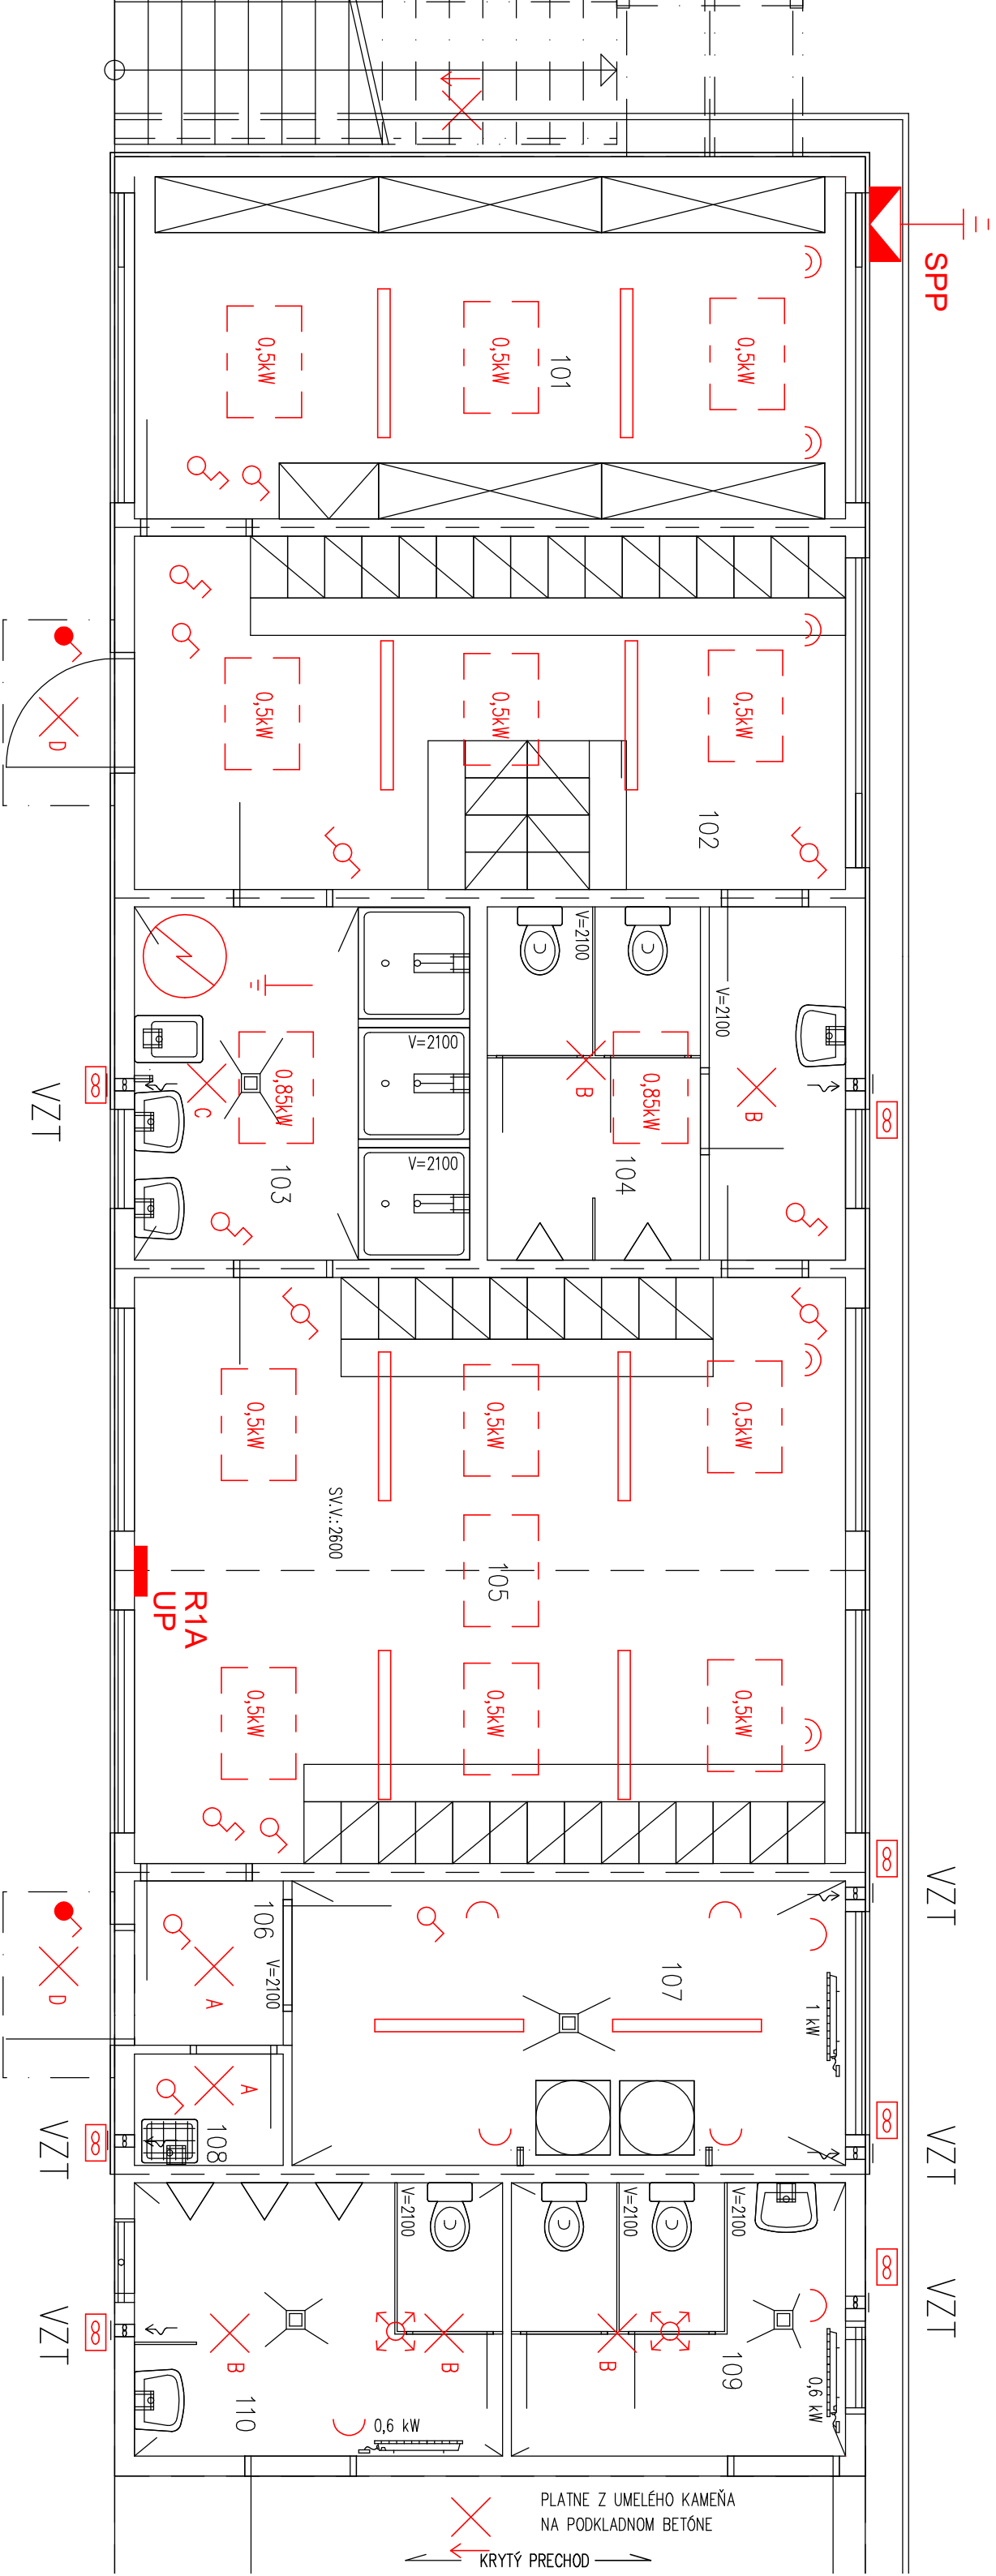 SPP
0,5kW
0,5kW
0,5kW
101
0,5kW
0,5kW
0,5kW
102
D
V=2100
V=2100
V=2100
V=2100
0,85kW
0,85kW
B
B
C
103
104
VZT
0,5kW
0,5kW
0,5kW
SV.V.:2600
105
R1A
UP
0,5kW
0,5kW
0,5kW
VZT
106
V=2100
A
D
107
1 kW
A
108
VZT
VZT
V=2100
V=2100
V=2100
B
B
B
109
0,6 kW
110
0,6 kW
VZT
VZT
PLATNE Z UMELÉHO KAMEŇA
NA PODKLADNOM BETÓNE
KRYTÝ PRECHOD